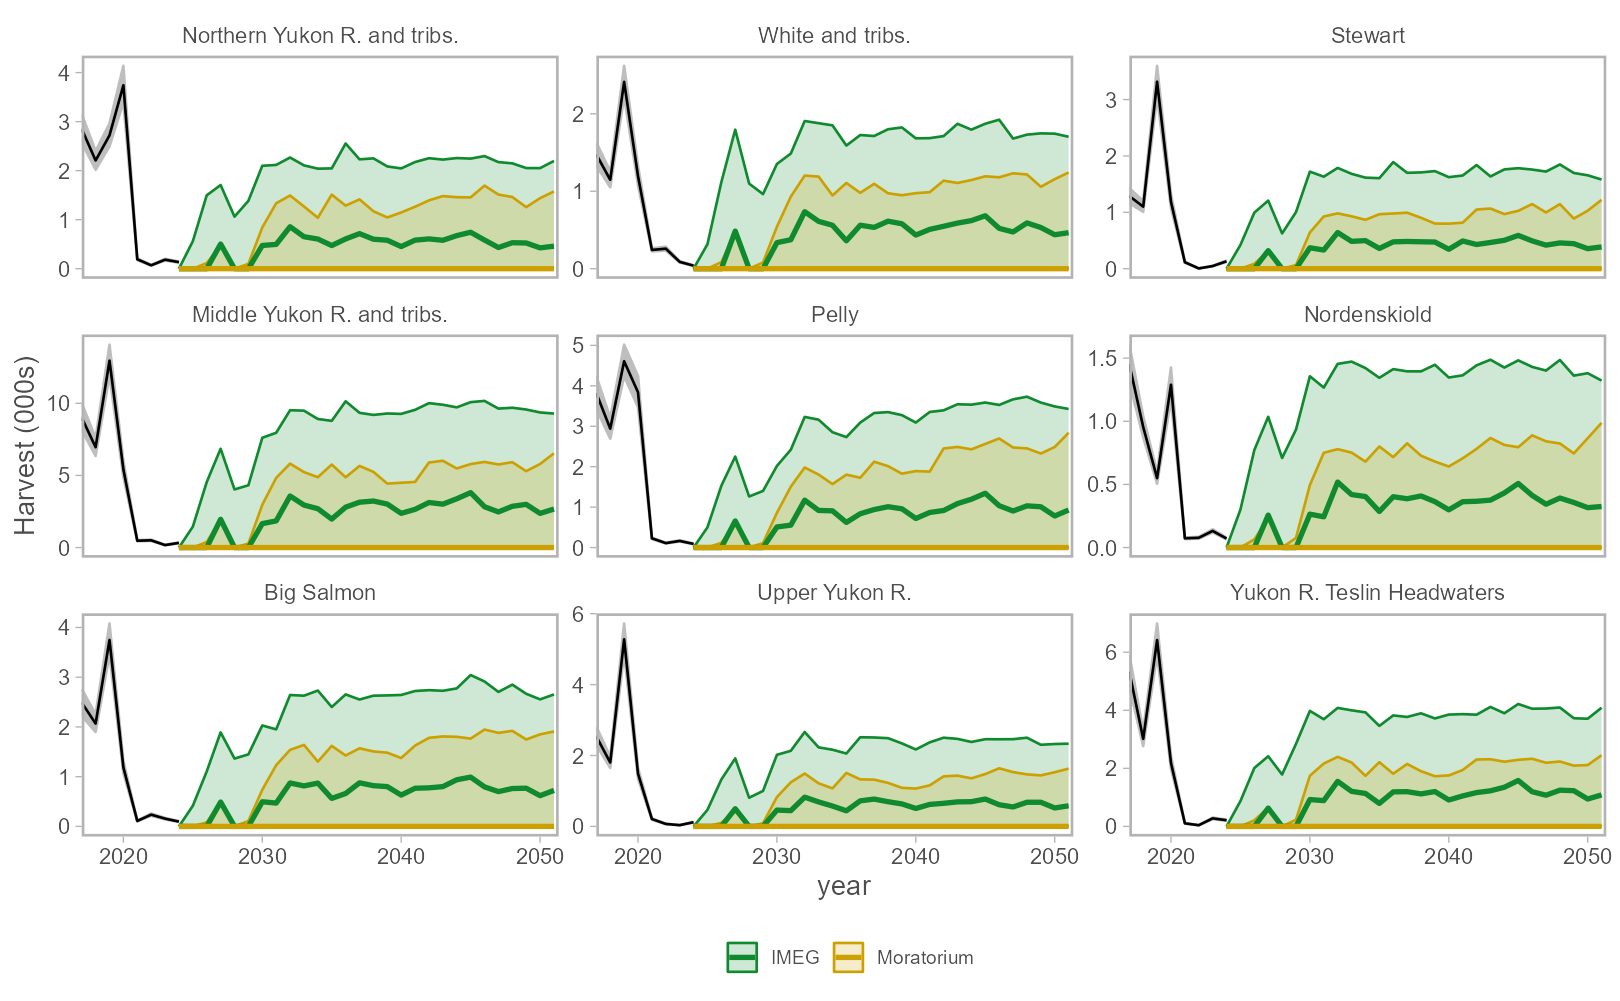 Northern Yukon R. and tribs. White and tribs. Stewart
4 3 2 1 0
2 1 0
3 2 1 0
Middle Yukon R. and tribs. Pelly Nordenskiold
10 5 0
5 4 3 2 1 0
1.5 1.0 0.5 0.0
Harvest (000s)
Big Salmon Upper Yukon R. Yukon R. Teslin Headwaters
4 3 2 1 0
6 4 2 0
6 4 2 0
2020 2030 2040 2050 2020 2030 2040 2050 2020 2030 2040 2050
year
IMEG Moratorium